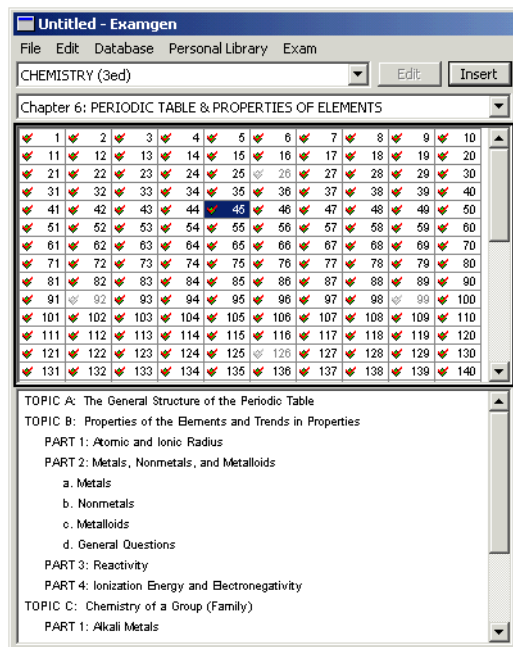 Untitled - Examgen
File Edit Database Personal Library Exam
CHEMISTRY (3ed) Edit Insert
Chapter 6: PERIODIC TABLE & PROPERTIES OF ELEMENTS
1 2 3 4 5 6 7 8 9 10
11 12 13 14 15 16 17 18 19 20
21 22 23 24 25 26 27 28 29 30
31 32 33 34 35 36 37 38 39 40
41 42 43 44 45 46 47 48 49 50
51 52 53 54 55 56 57 58 59 60
61 62 63 64 65 66 67 68 69 70
71 72 73 74 75 76 77 78 79 80
81 82 83 84 85 86 87 88 89 90
91 92 93 94 95 96 97 98 99 100
101 102 103 104 105 106 107 108 109 110
111 112 113 114 115 116 117 118 119 120
121 122 123 124 125 126 127 128 129 130
131 132 133 134 135 136 137 138 139 140
TOPIC A: The General Structure of the Periodic Table
TOPIC B: Properties of the Elements and Trends in Properties
PART 1: Atomic and Ionic Radius
PART 2: Metals, Nonmetals, and Metalloids
a. Metals
b. Nonmetals
c. Metalloids
d. General Questions
PART 3: Reactivity
PART 4: Ionization Energy and Electronegativity
TOPIC C: Chemistry of a Group (Family)
PART 1: Alkali Metals